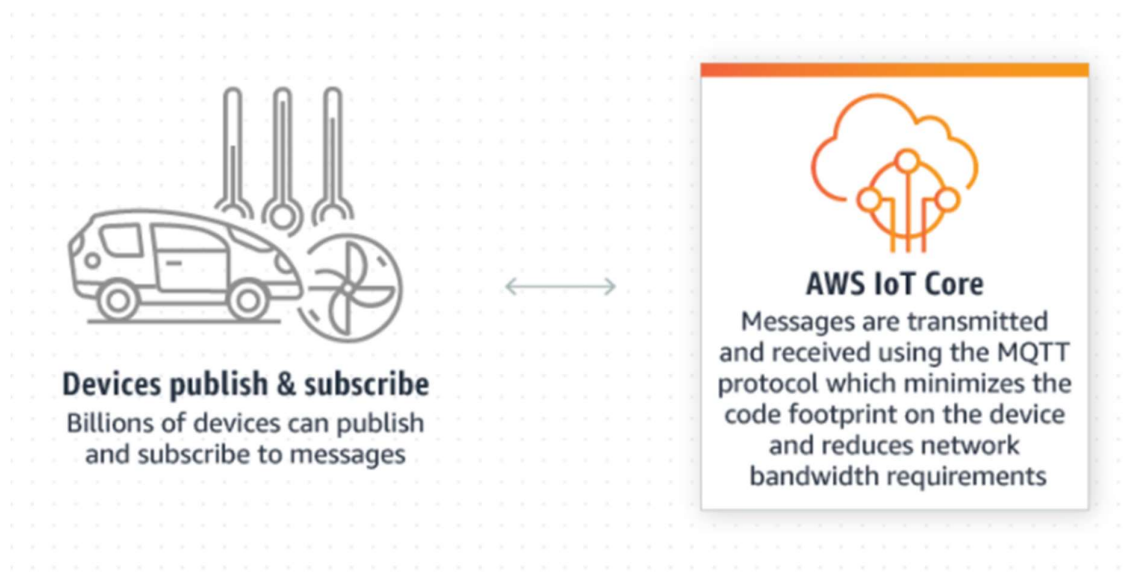 Devices publish & subscribe
Billions of devices can publish
and subscribe to messages
AWS IoT Core
Messages are transmitted
and received using the MQTT
protocol which minimizes the
code footprint on the device
and reduces network
bandwidth requirements